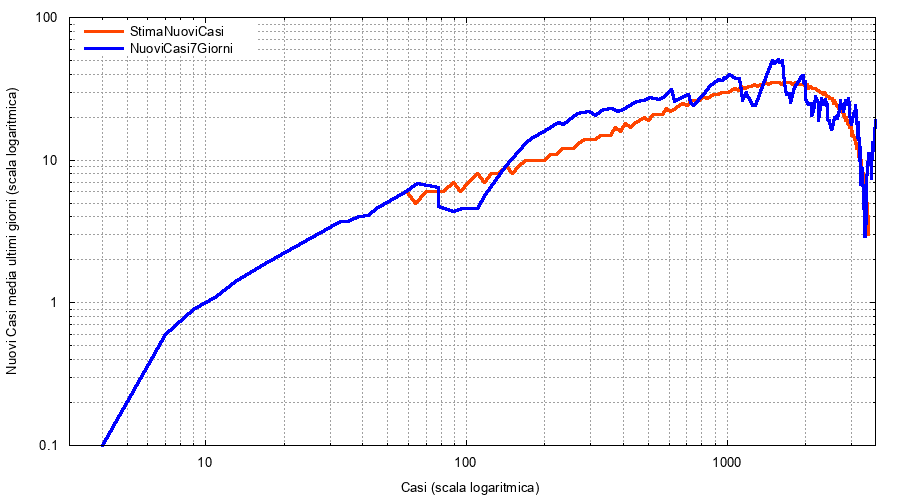 100
StimaNuoviCasi
NuoviCasi7Giorni
10
1
0.1
10
100
1000
Nuovi Casi media ultimi giorni (scala logaritmica)
Casi (scala logaritmica)